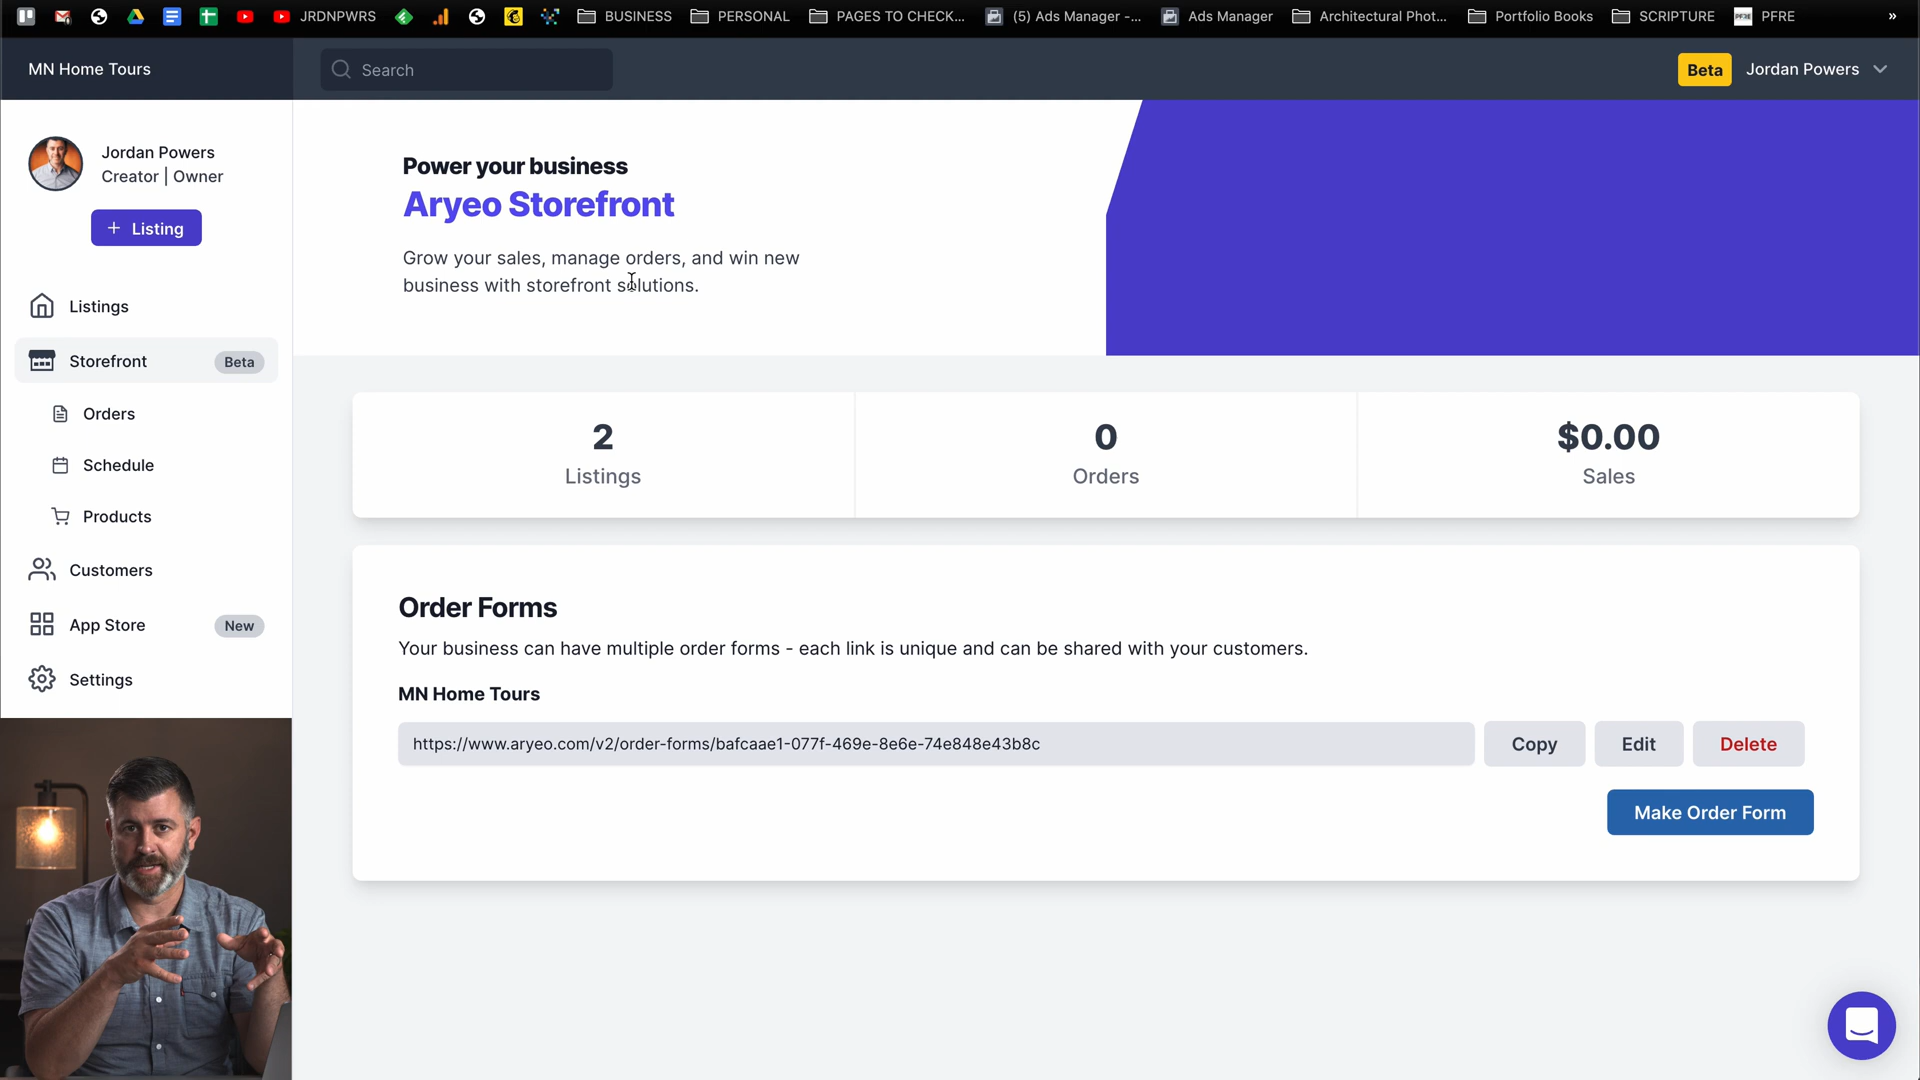 JRDNPWRS
BUSINESS
PERSONAL
PAGES TO CHECK...
(5) Ads Manager -...
Ads Manager
Architectural Phot...
Portfolio Books
SCRIPTURE
PFRE
PFRE
»
MN Home Tours
Search
Beta
Jordan Powers
Jordan Powers
Creator | Owner
+ Listing
Listings
Storefront
Beta
Orders
Schedule
Products
Customers
App Store
New
Settings
Power your business
Aryeo Storefront
Grow your sales, manage orders, and win new
business with storefront solutions.
2
Listings
0
Orders
$0.00
Sales
Order Forms
Your business can have multiple order forms - each link is unique and can be shared with your customers.
MN Home Tours
https://www.aryeo.com/v2/order-forms/bafcaae1-077f-469e-8e6e-74e848e43b8c
Copy
Edit
Delete
Make Order Form